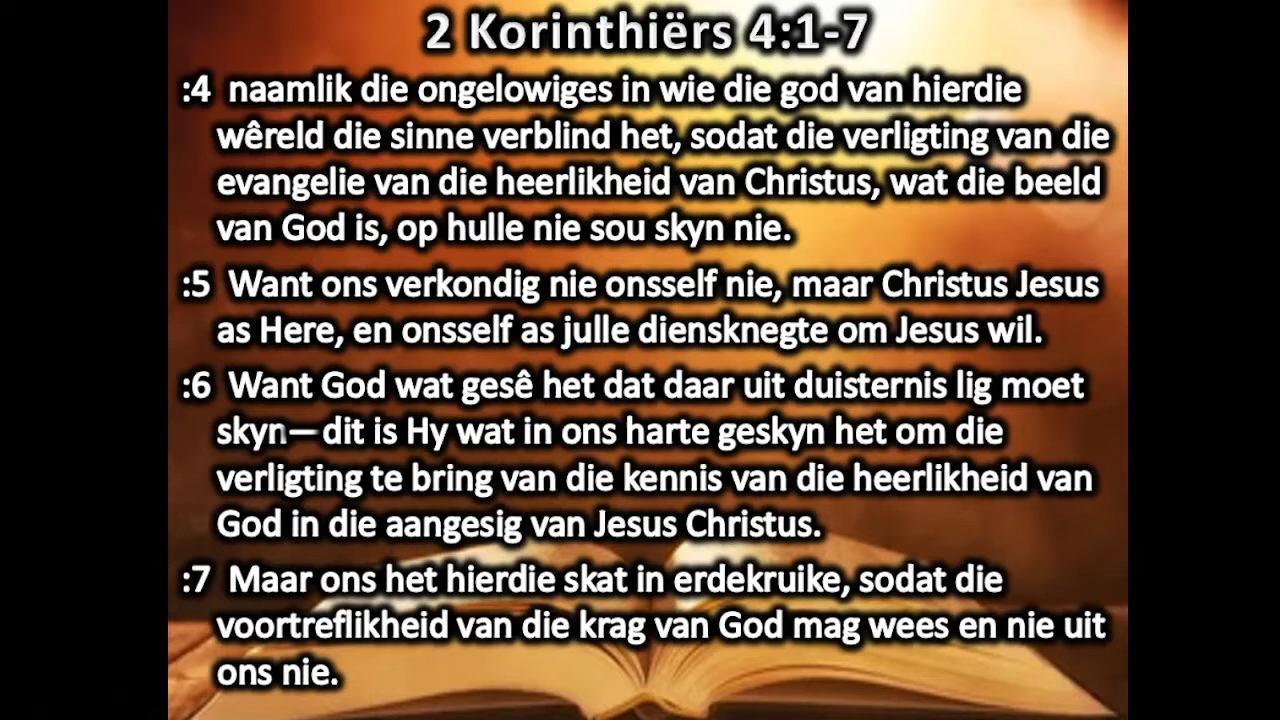 2 Korinthiërs 4:1-7
:4 naamlik die ongelowiges in wie die god van hierdie
wêreld die sinne verblind het, sodat die verligting van die
evangelie van die heerlikheid van Christus, wat die beeld
van God is, op hulle nie sou skyn nie.
:5 Want ons verkondig nie onsself nie, maar Christus Jesus
as Here, en onsself as julle diensknegte om Jesus wil.
:6 Want God wat gesê het dat daar uit duisternis lig moet
skyn—dit is Hy wat in ons harte geskyn het om die
verligting te bring van die kennis van die heerlikheid van
God in die aangesig van Jesus Christus.
:7 Maar ons het hierdie skat in erdekruike, sodat die
voortreflikheid van die krag van God mag wees en nie uit
ons nie.